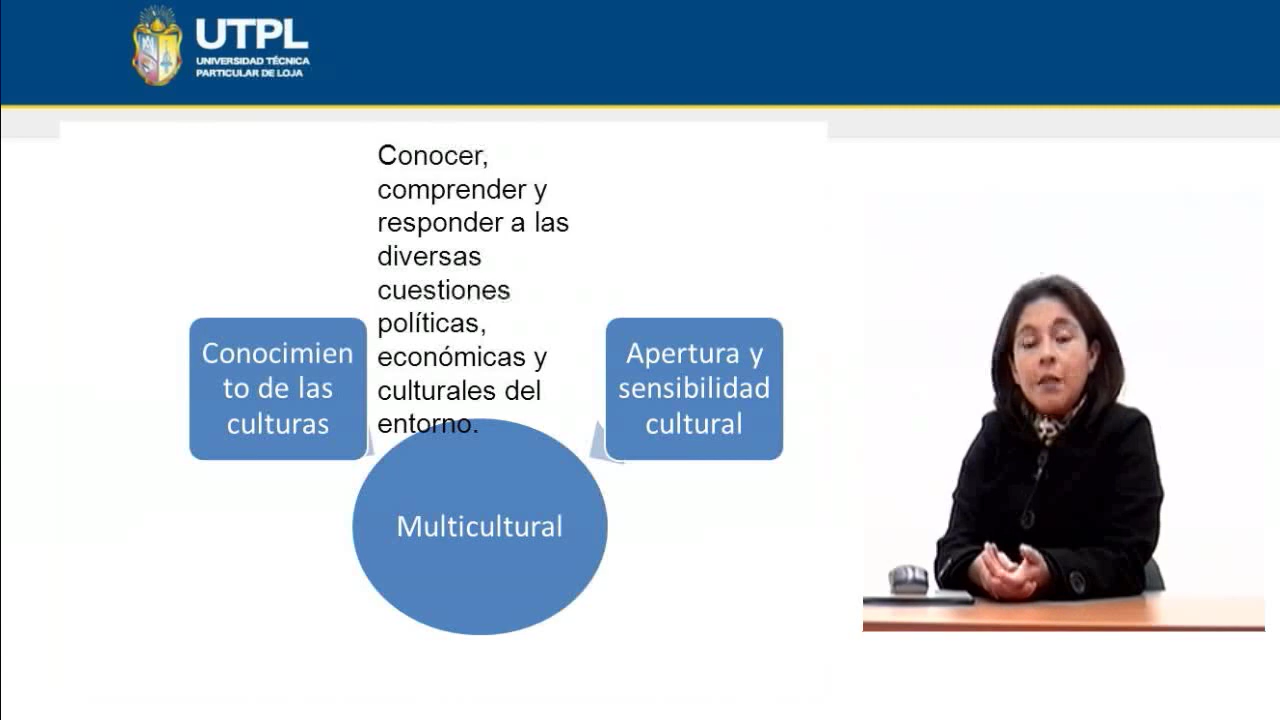 UTPL
UNIVERSIDAD TÉCNICA
PARTICULAR DE LOJA
Conocer,
comprender y
responder a las
diversas
cuestiones
políticas,
económicas y
culturales del
entorno.
Conocimien
to de las
culturas
Apertura y
sensibilidad
cultural
Multicultural